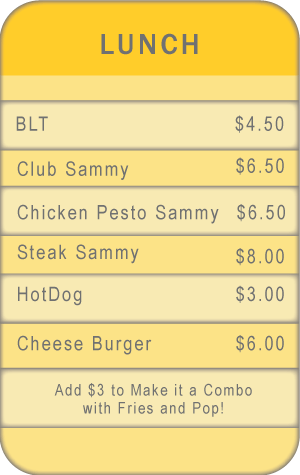 LUNCH
BLT $4.50
Club Sammy $6.50
Chicken Pesto Sammy $6.50
Steak Sammy $8.00
HotDog $3.00
Cheese Burger $6.00
Add $3 to Make it a Combo
with Fries and Pop!